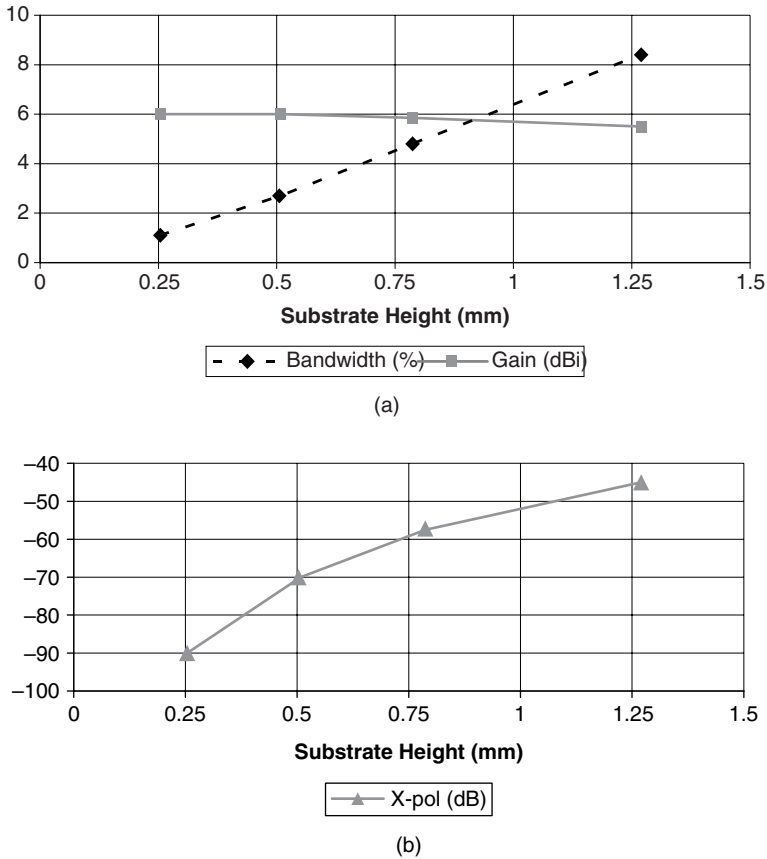 10
8
6
4
2
0
0 0.25 0.5 0.75 1 1.25 1.5
Substrate Height (mm)
Bandwidth (%) Gain (dBi)
(a)
–40
–50
–60
–70
–80
–90
–100
0 0.25 0.5 0.75 1 1.25 1.5
Substrate Height (mm)
X-pol (dB)
(b)